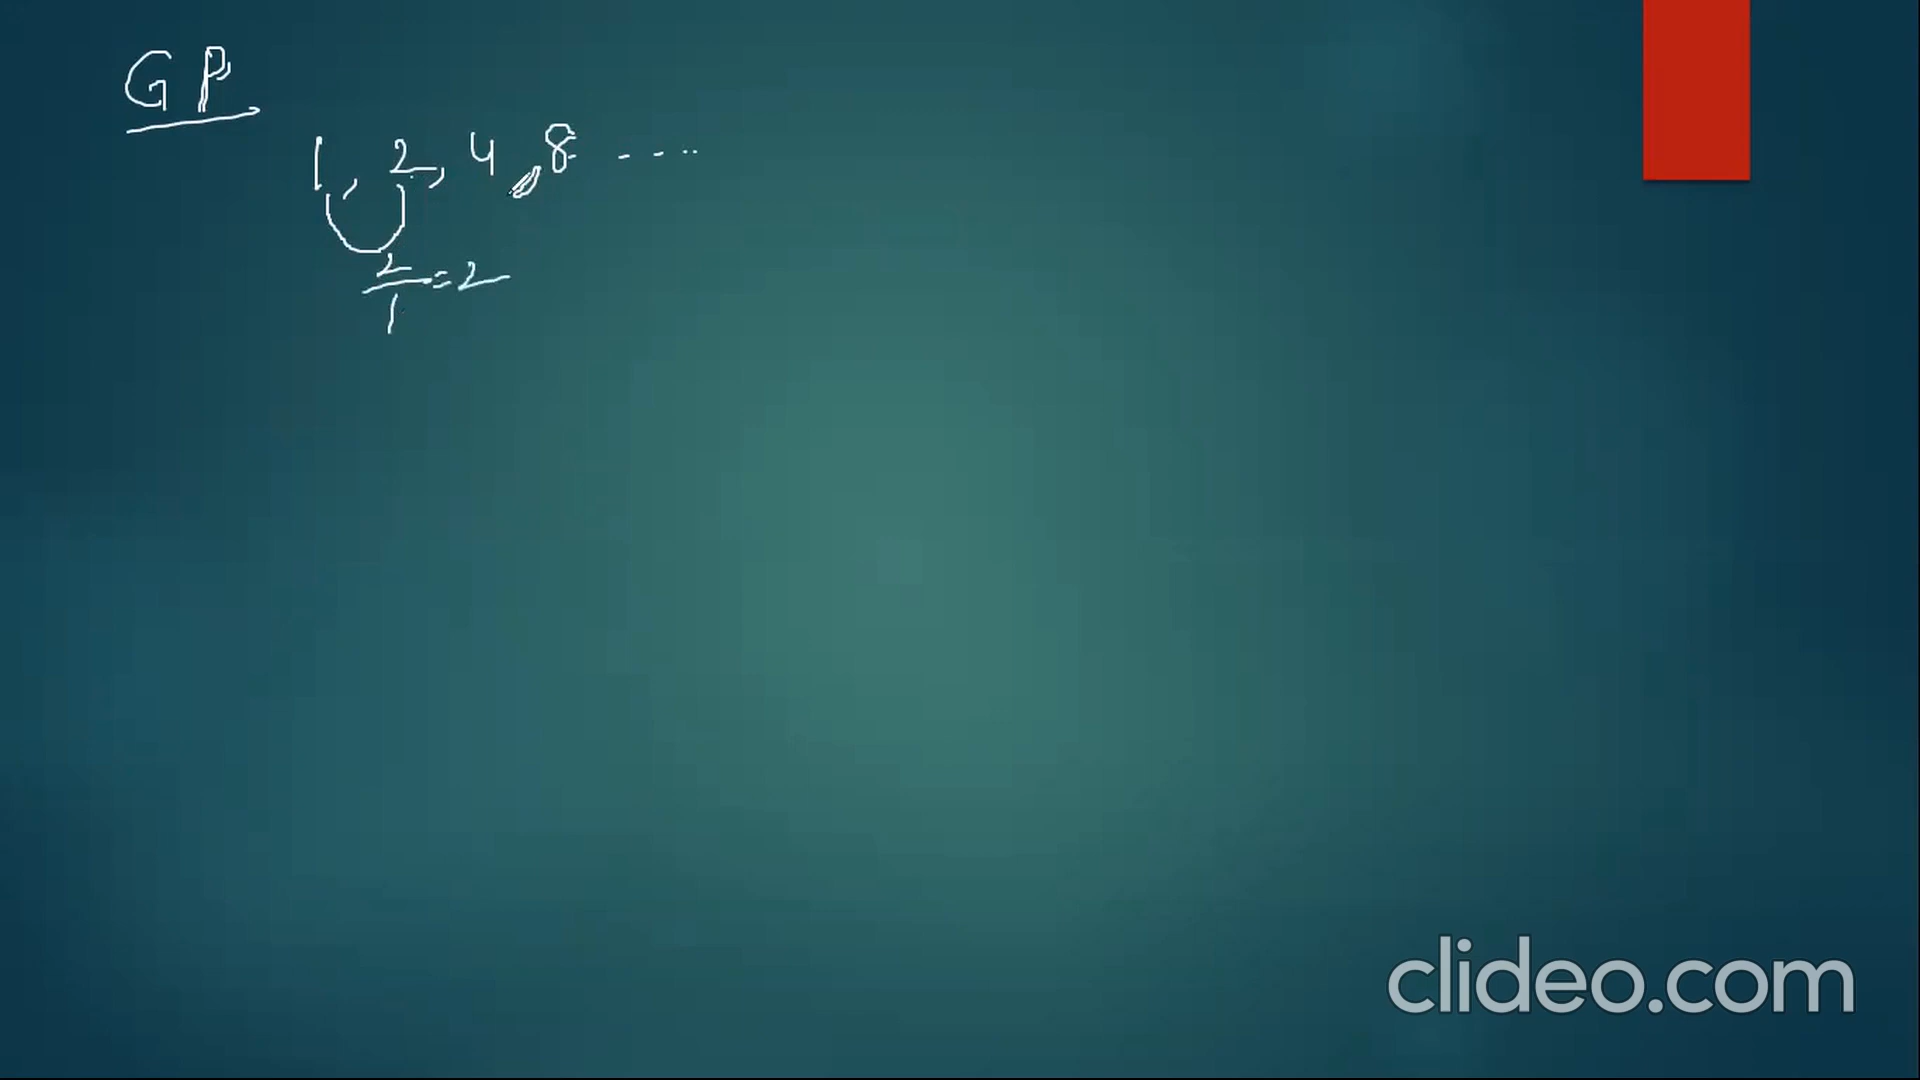 GP
1, 2, 4, 8 - - - ..
2/1 = 2
clideo.com